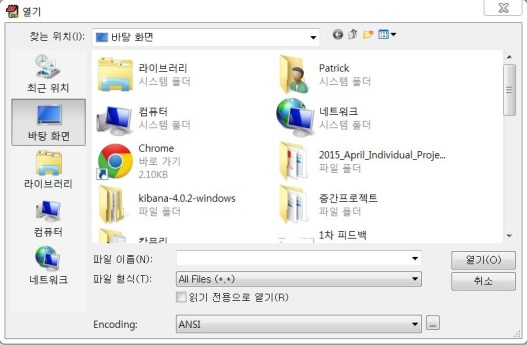 열기
찾는 위치(I):
바탕 화면
최근 위치
바탕 화면
라이브러리
컴퓨터
네트워크
라이브러리
시스템 폴더
Patrick
시스템 폴더
컴퓨터
시스템 폴더
네트워크
시스템 폴더
Chrome
바로 가기
2.10KB
2015_April_Individual_Proje...
파일 폴더
kibana-4.0.2-windows
파일 폴더
중간프로젝트
파일 폴더
1차 피드백
파일 이름(N):
열기(O)
파일 형식(T):
All Files (*.*)
취소
읽기 전용으로 열기(R)
Encoding:
ANSI
...